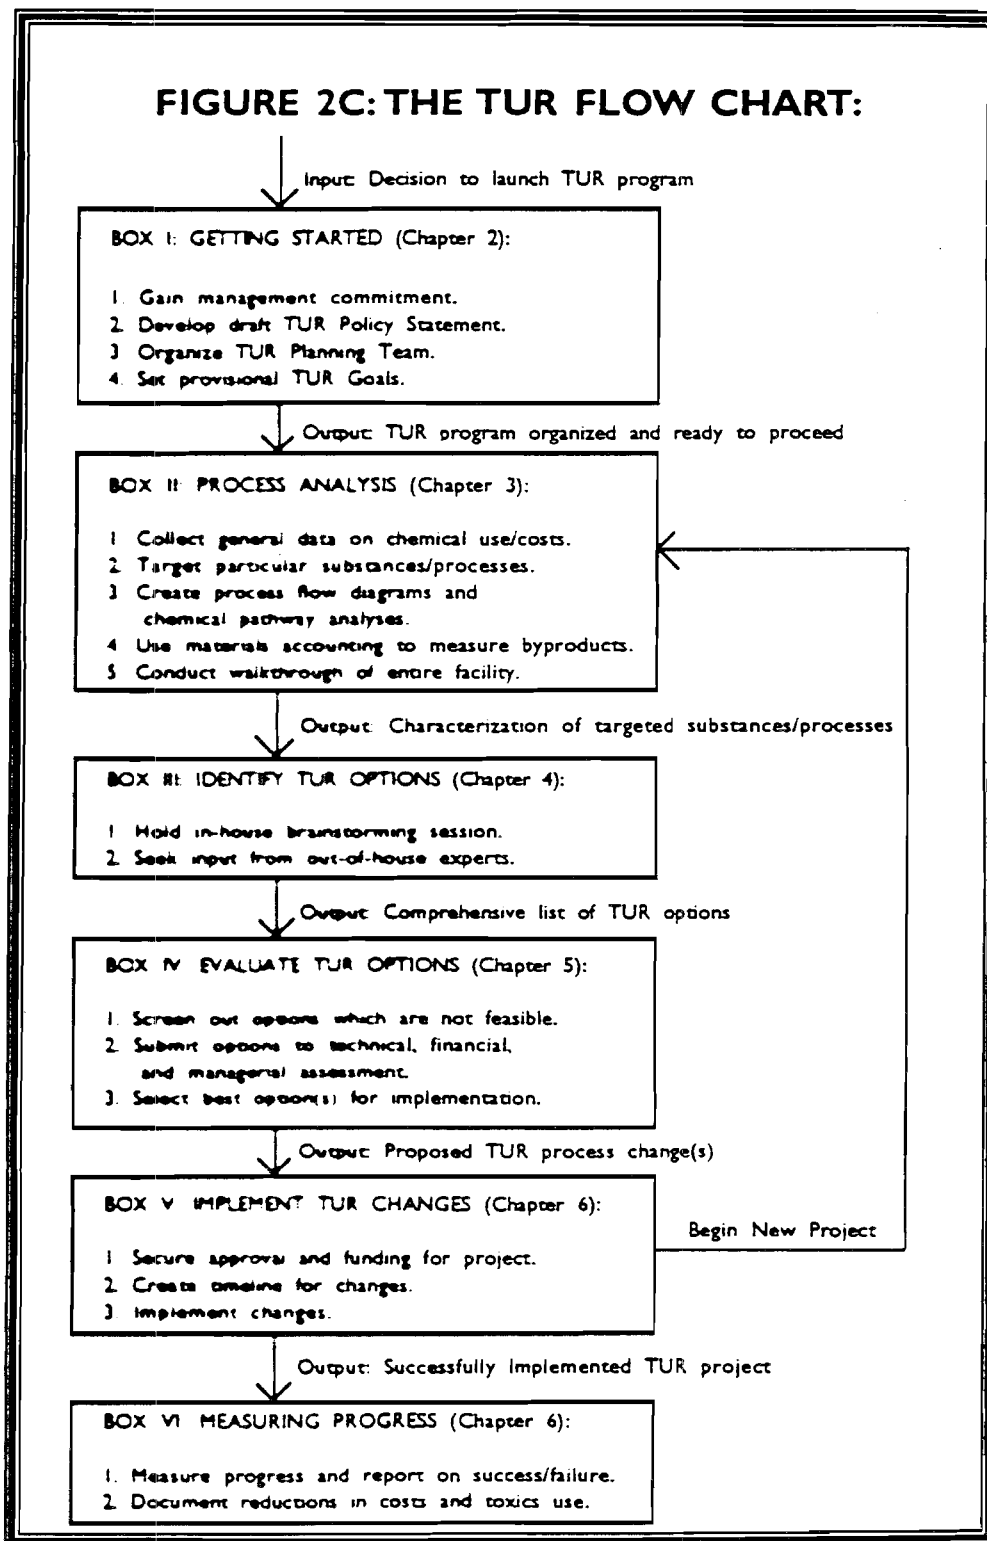 FIGURE 2C: THE TUR FLOW CHART:
Input: Decision to launch TUR program
BOX I: GETTING STARTED (Chapter 2):
1. Gain management commitment.
2. Develop draft TUR Policy Statement.
3. Organize TUR Planning Team.
4. Set provisional TUR Goals.
Output: TUR program organized and ready to proceed
BOX II: PROCESS ANALYSIS (Chapter 3):
1. Collect general data on chemical use/costs.
2. Target particular substances/processes.
3. Create process flow diagrams and
chemical pathway analyses.
4. Use materials accounting to measure byproducts.
5. Conduct walkthrough of entire facility.
Output: Characterization of targeted substances/processes
BOX III: IDENTIFY TUR OPTIONS (Chapter 4):
1. Hold in-house brainstorming session.
2. Seek input from out-of-house experts.
Output: Comprehensive list of TUR options
BOX IV EVALUATE TUR OPTIONS (Chapter 5):
1. Screen out options which are not feasible.
2. Submit options to technical, financial,
and managerial assessment.
3. Select best option(s) for implementation.
Output: Proposed TUR process change(s)
BOX V IMPLEMENT TUR CHANGES (Chapter 6):
Begin New Project
1. Secure approval and funding for project.
2. Create timeline for changes.
3. Implement changes.
Output: Successfully Implemented TUR project
BOX VI MEASURING PROGRESS (Chapter 6):
1. Measure progress and report on success/failure.
2. Document reductions in costs and toxics use.